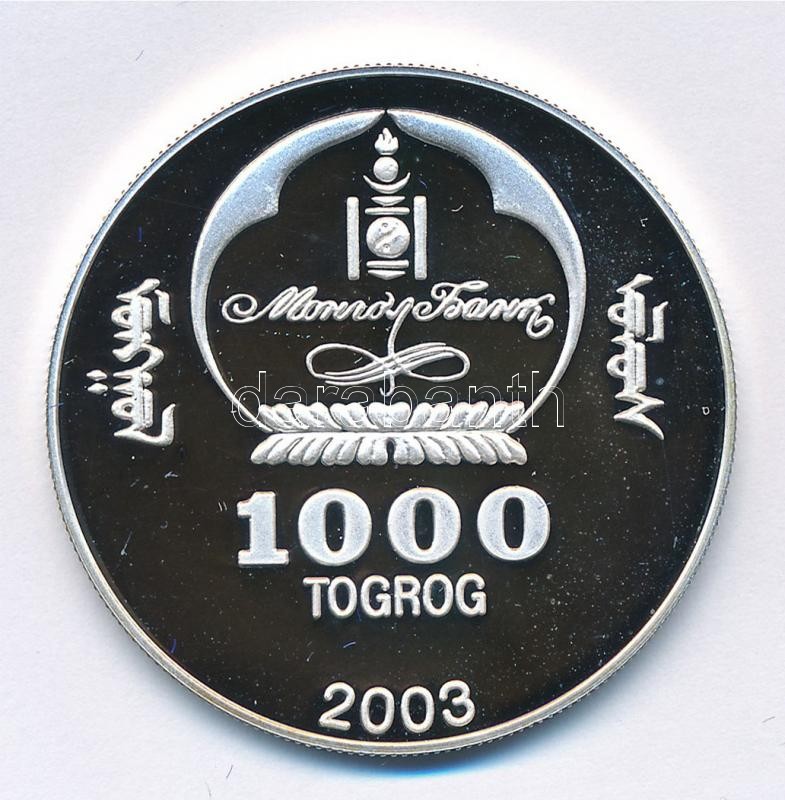 Монгол Банк
darabanth
1000
TOGROG
2003